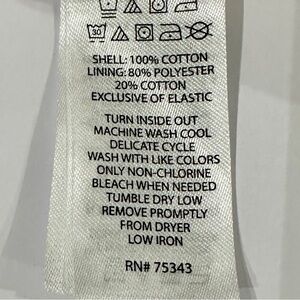 30
SHELL: 100% COTTON
LINING: 80% POLYESTER
20% COTTON
EXCLUSIVE OF ELASTIC
TURN INSIDE OUT
MACHINE WASH COOL
DELICATE CYCLE
WASH WITH LIKE COLORS
ONLY NON-CHLORINE
BLEACH WHEN NEEDED
TUMBLE DRY LOW
REMOVE PROMPTLY
FROM DRYER
LOW IRON
RN# 75343